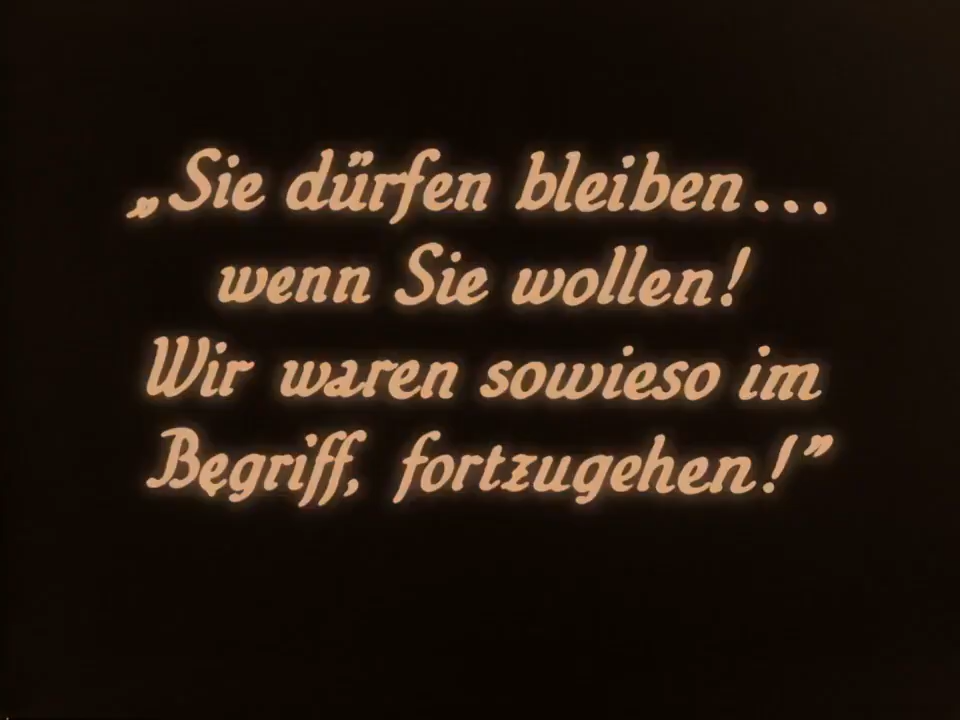 „Sie dürfen bleiben...
wenn Sie wollen!
Wir waren sowieso im
Begriff, fortzugehen!”